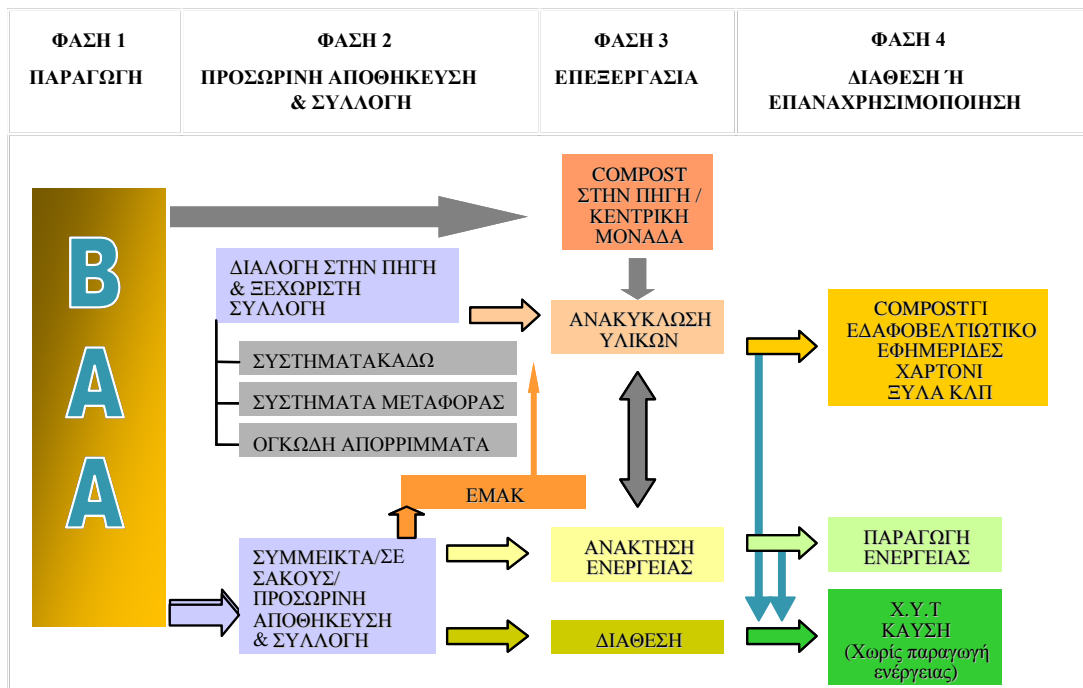 ΦΑΣΗ 1
ΠΑΡΑΓΩΓΗ
ΦΑΣΗ 2
ΠΡΟΣΩΡΙΝΗ ΑΠΟΘΗΚΕΥΣΗ
& ΣΥΛΛΟΓΗ
ΦΑΣΗ 3
ΕΠΕΞΕΡΓΑΣΙΑ
ΦΑΣΗ 4
ΔΙΑΘΕΣΗ Ή
ΕΠΑΝΑΧΡΗΣΙΜΟΠΟΙΗΣΗ
Β
Α
Α
COMPOST
ΣΤΗΝ ΠΗΓΗ /
ΚΕΝΤΡΙΚΗ
ΜΟΝΑΔΑ
ΔΙΑΛΟΓΗ ΣΤΗΝ ΠΗΓΗ
& ΞΕΧΩΡΙΣΤΗ
ΣΥΛΛΟΓΗ
ΣΥΣΤΗΜΑΤΑ ΚΑΔΩ
ΣΥΣΤΗΜΑΤΑ ΜΕΤΑΦΟΡΑΣ
ΟΓΚΩΔΗ ΑΠΟΡΡΙΜΜΑΤΑ
ΑΝΑΚΥΚΛΩΣΗ
ΥΛΙΚΩΝ
COMPOSTΓΙ
ΕΔΑΦΟΒΕΛΤΙΩΤΙΚΟ
ΕΦΗΜΕΡΙΔΕΣ
ΧΑΡΤΟΝΙ
ΞΥΛΑ ΚΛΠ
ΕΜΑΚ
ΣΥΜΜΕΙΚΤΑ/ΣΕ
ΣΑΚΟΥΣ/
ΠΡΟΣΩΡΙΝΗ
ΑΠΟΘΗΚΕΥΣΗ
& ΣΥΛΛΟΓΗ
ΑΝΑΚΤΗΣΗ
ΕΝΕΡΓΕΙΑΣ
ΠΑΡΑΓΩΓΗ
ΕΝΕΡΓΕΙΑΣ
ΔΙΑΘΕΣΗ
Χ.Υ.Τ
ΚΑΥΣΗ
(Χωρίς παραγωγή
ενέργειας)